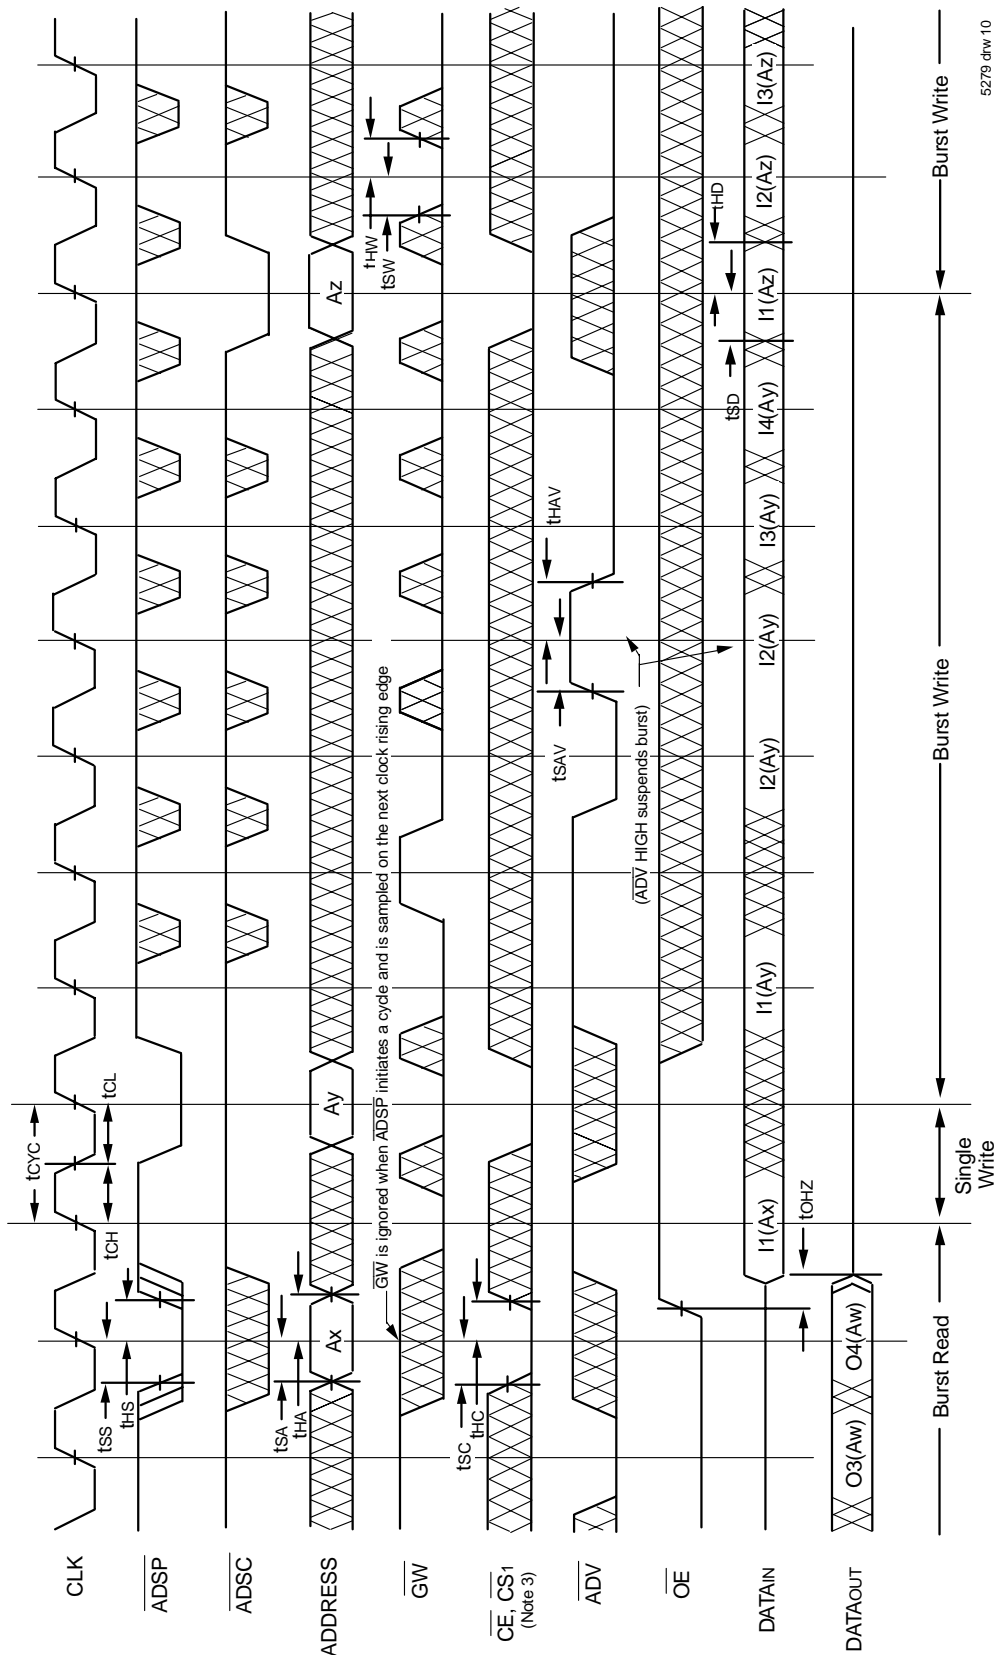 CLK
tCYC
tCH
tCL
tSS
tHS
ADSP
ADSC
tSA
tHA
ADDRESS
Ax
Ay
Az
GW is ignored when ADSP initiates a cycle and is sampled on the next clock rising edge
tHW
tSW
GW
tSC
tHC
CE, CS1
(Note 3)
tSAV
tHAV
ADV
(ADV HIGH suspends burst)
OE
tSD
tHD
DATAIN
I1(Ax)
I1(Ay)
I2(Ay)
I2(Ay)
I3(Ay)
I4(Ay)
I1(Az)
I2(Az)
I3(Az)
tOHZ
DATAOUT
O3(Aw)
O4(Aw)
Burst Read
Single
Write
Burst Write
Burst Write
5279 drw 10